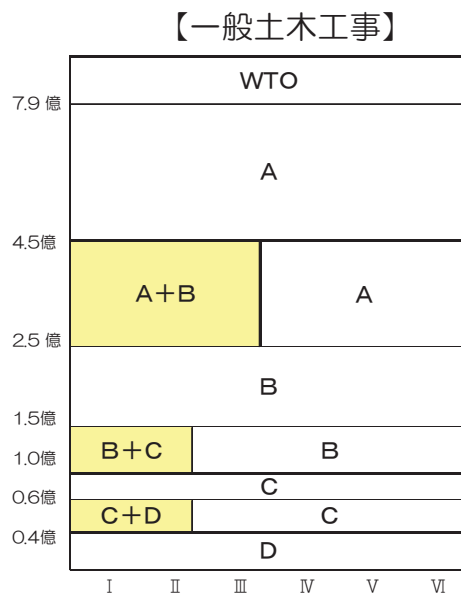 【一般土木工事】
WTO
7.9 億
A
4.5億
A＋B
A
2.5 億
B
1.5億
B＋C
B
1.0億
C
0.6億
C＋D
C
0.4億
D
Ⅰ Ⅱ Ⅲ Ⅳ Ⅴ Ⅵ